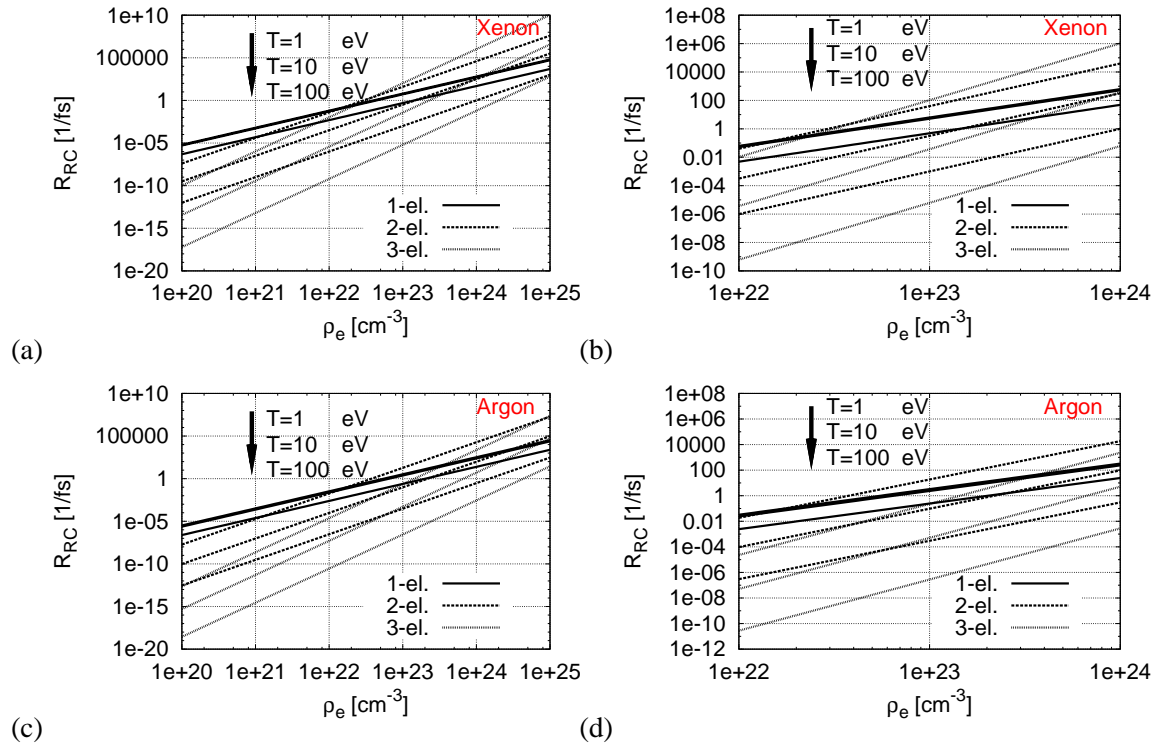 1e+10
100000
1
1e-05
1e-10
1e-15
1e-20
R_RC [1/fs]
T=1 eV
T=10 eV
T=100 eV
Xenon
1-el.
2-el.
3-el.
1e+20 1e+21 1e+22 1e+23 1e+24 1e+25
ρ_e [cm^-3]
(a)
1e+08
1e+06
10000
100
1
0.01
1e-04
1e-06
1e-08
1e-10
R_RC [1/fs]
T=1 eV
T=10 eV
T=100 eV
Xenon
1-el.
2-el.
3-el.
1e+22 1e+23 1e+24
ρ_e [cm^-3]
(b)
1e+10
100000
1
1e-05
1e-10
1e-15
1e-20
R_RC [1/fs]
T=1 eV
T=10 eV
T=100 eV
Argon
1-el.
2-el.
3-el.
1e+20 1e+21 1e+22 1e+23 1e+24 1e+25
ρ_e [cm^-3]
(c)
1e+08
1e+06
10000
100
1
0.01
1e-04
1e-06
1e-08
1e-10
1e-12
R_RC [1/fs]
T=1 eV
T=10 eV
T=100 eV
Argon
1-el.
2-el.
3-el.
1e+22 1e+23 1e+24
ρ_e [cm^-3]
(d)